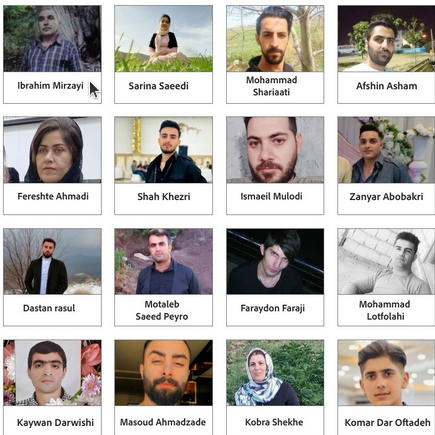 Ibrahim Mirzayi
Sarina Saeedi
Mohammad
Shariaati
Afshin Asham
Fereshte Ahmadi
Shah Khezri
Ismaeil Mulodi
Zanyar Abobakri
Dastan rasul
Motaleb
Saeed Peyro
Faraydon Faraji
Mohammad
Lotfolahi
Kaywan Darwishi
Masoud Ahmadzade
Kobra Shekhe
Komar Dar Oftadeh